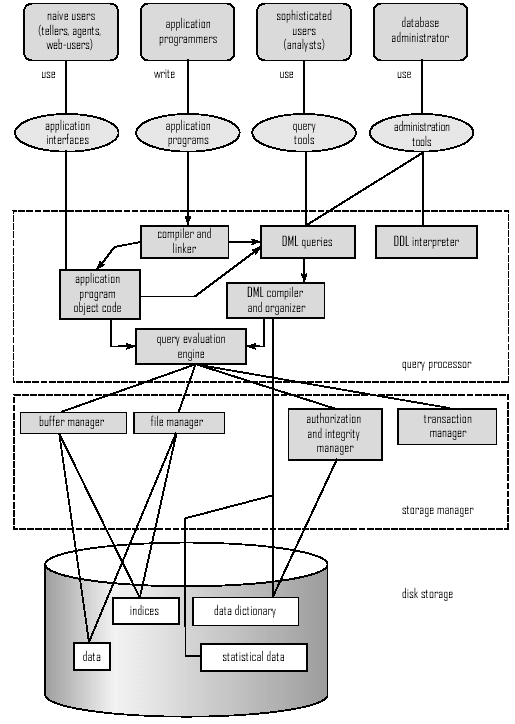 naive users
(tellers, agents,
web-users)
application
programmers
sophisticated
users
(analysts)
database
administrator
use
write
use
use
application
interfaces
application
programs
query
tools
administration
tools
compiler and
linker
DML queries
DDL interpreter
application
program
object code
DML compiler
and organizer
query evaluation
engine
query processor
buffer manager
file manager
authorization
and integrity
manager
transaction
manager
storage manager
disk storage
indices
data dictionary
data
statistical data